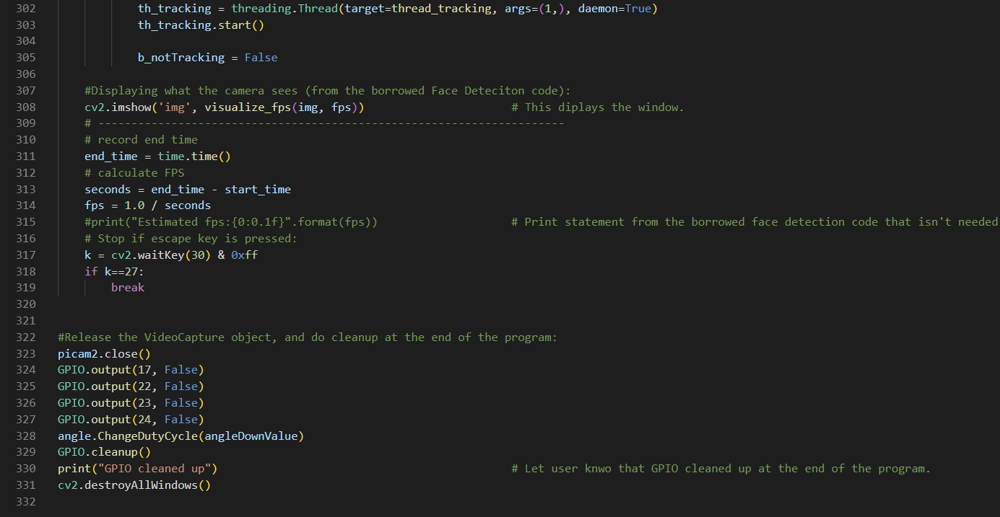 302 th_tracking = threading.Thread(target=thread_tracking, args=(1,), daemon=True)
303 th_tracking.start()
304
305 b_notTracking = False
306
307 #Displaying what the camera sees (from the borrowed Face Deteciton code):
308 cv2.imshow('img', visualize_fps(img, fps)) # This diplays the window.
309 # ----------------------------------------------------------------------
310 # record end time
311 end_time = time.time()
312 # calculate FPS
313 seconds = end_time - start_time
314 fps = 1.0 / seconds
315 #print("Estimated fps:{0:0.1f}".format(fps)) # Print statement from the borrowed face detection code that isn't needed
316 # Stop if escape key is pressed:
317 k = cv2.waitKey(30) & 0xff
318 if k==27:
319 break
320
321
322 #Release the VideoCapture object, and do cleanup at the end of the program:
323 picam2.close()
324 GPIO.output(17, False)
325 GPIO.output(22, False)
326 GPIO.output(23, False)
327 GPIO.output(24, False)
328 angle.ChangeDutyCycle(angleDownValue)
329 GPIO.cleanup()
330 print("GPIO cleaned up") # Let user knwo that GPIO cleaned up at the end of the program.
331 cv2.destroyAllWindows()
332